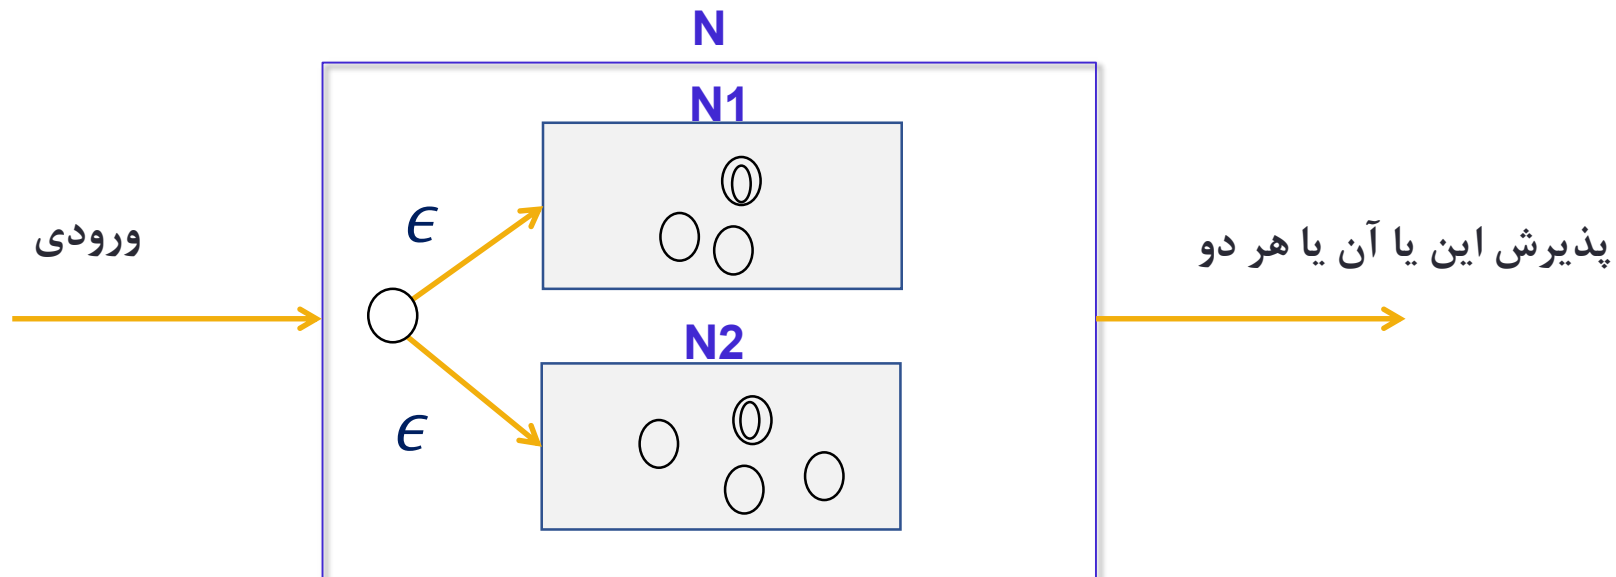 N
N1
ϵ
ورودی
پذیرش این یا آن یا هر دو
N2
ϵ